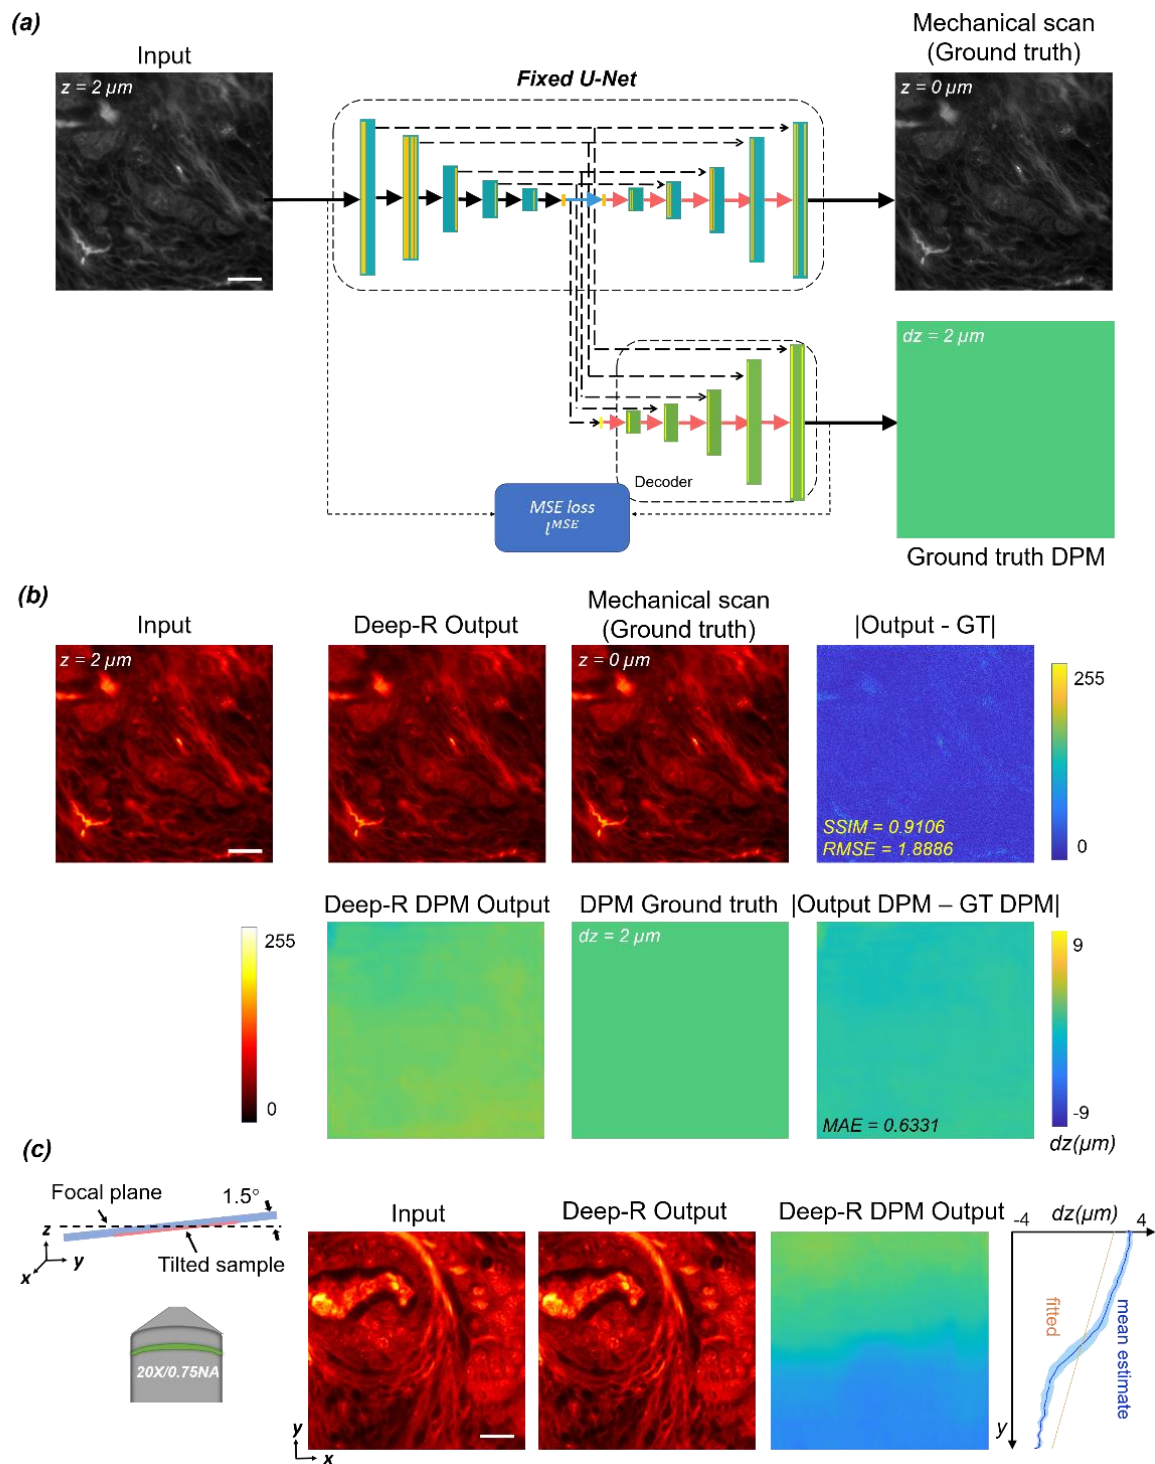 (a)
Input
Fixed U-Net
Mechanical scan
(Ground truth)
z = 2 µm
z = 0 µm
dz = 2 µm
Decoder
MSE loss
l^MSE
Ground truth DPM
(b)
Input
Deep-R Output
Mechanical scan
(Ground truth)
|Output - GT|
z = 2 µm
z = 0 µm
255
SSIM = 0.9106
RMSE = 1.8886
0
Deep-R DPM Output
DPM Ground truth
|Output DPM – GT DPM|
255
dz = 2 µm
9
0
MAE = 0.6331
-9
dz(µm)
(c)
Focal plane
1.5°
z
y
x
Tilted sample
20X/0.75NA
Input
Deep-R Output
Deep-R DPM Output
-4
dz(µm)
4
fitted
mean estimate
y
y
x